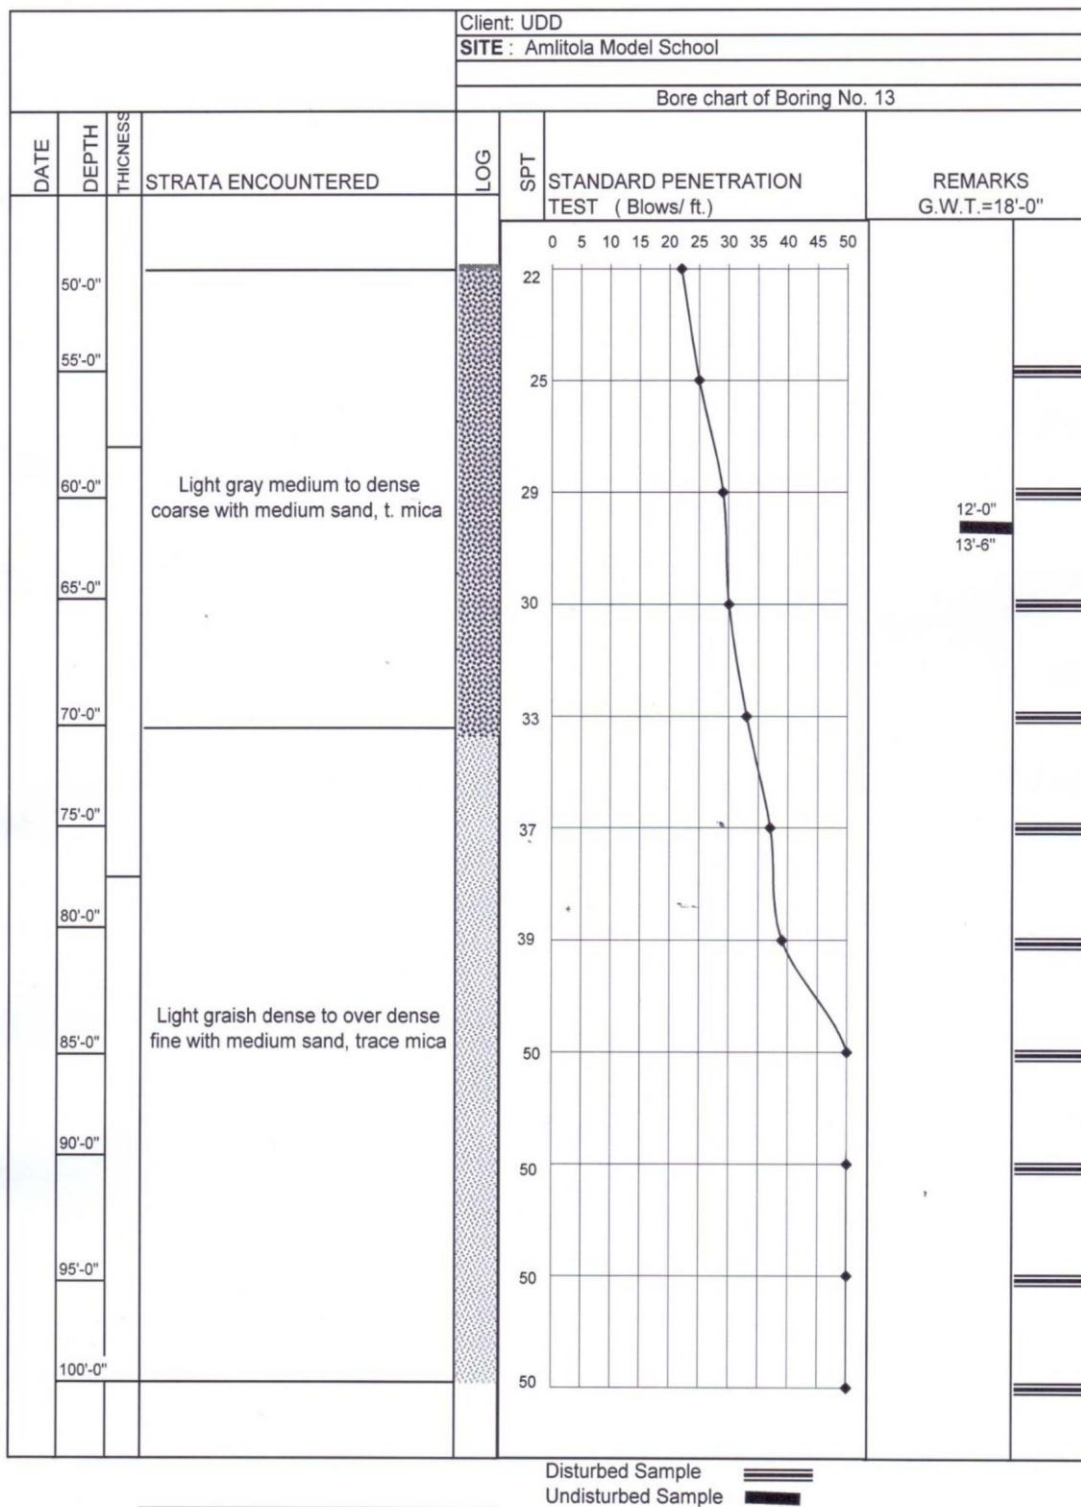 Client: UDD
SITE : Amlitola Model School
Bore chart of Boring No. 13
DATE
DEPTH
THICNESS
STRATA ENCOUNTERED
LOG
SPT
STANDARD PENETRATION
TEST ( Blows/ ft.)
REMARKS
G.W.T.=18'-0"
0 5 10 15 20 25 30 35 40 45 50
22
50'-0"
55'-0"
25
60'-0"
Light gray medium to dense
coarse with medium sand, t. mica
29
12'-0"
13'-6"
65'-0"
30
70'-0"
33
75'-0"
37
80'-0"
39
Light graish dense to over dense
fine with medium sand, trace mica
85'-0"
50
90'-0"
50
95'-0"
50
100'-0"
50
Disturbed Sample
Undisturbed Sample